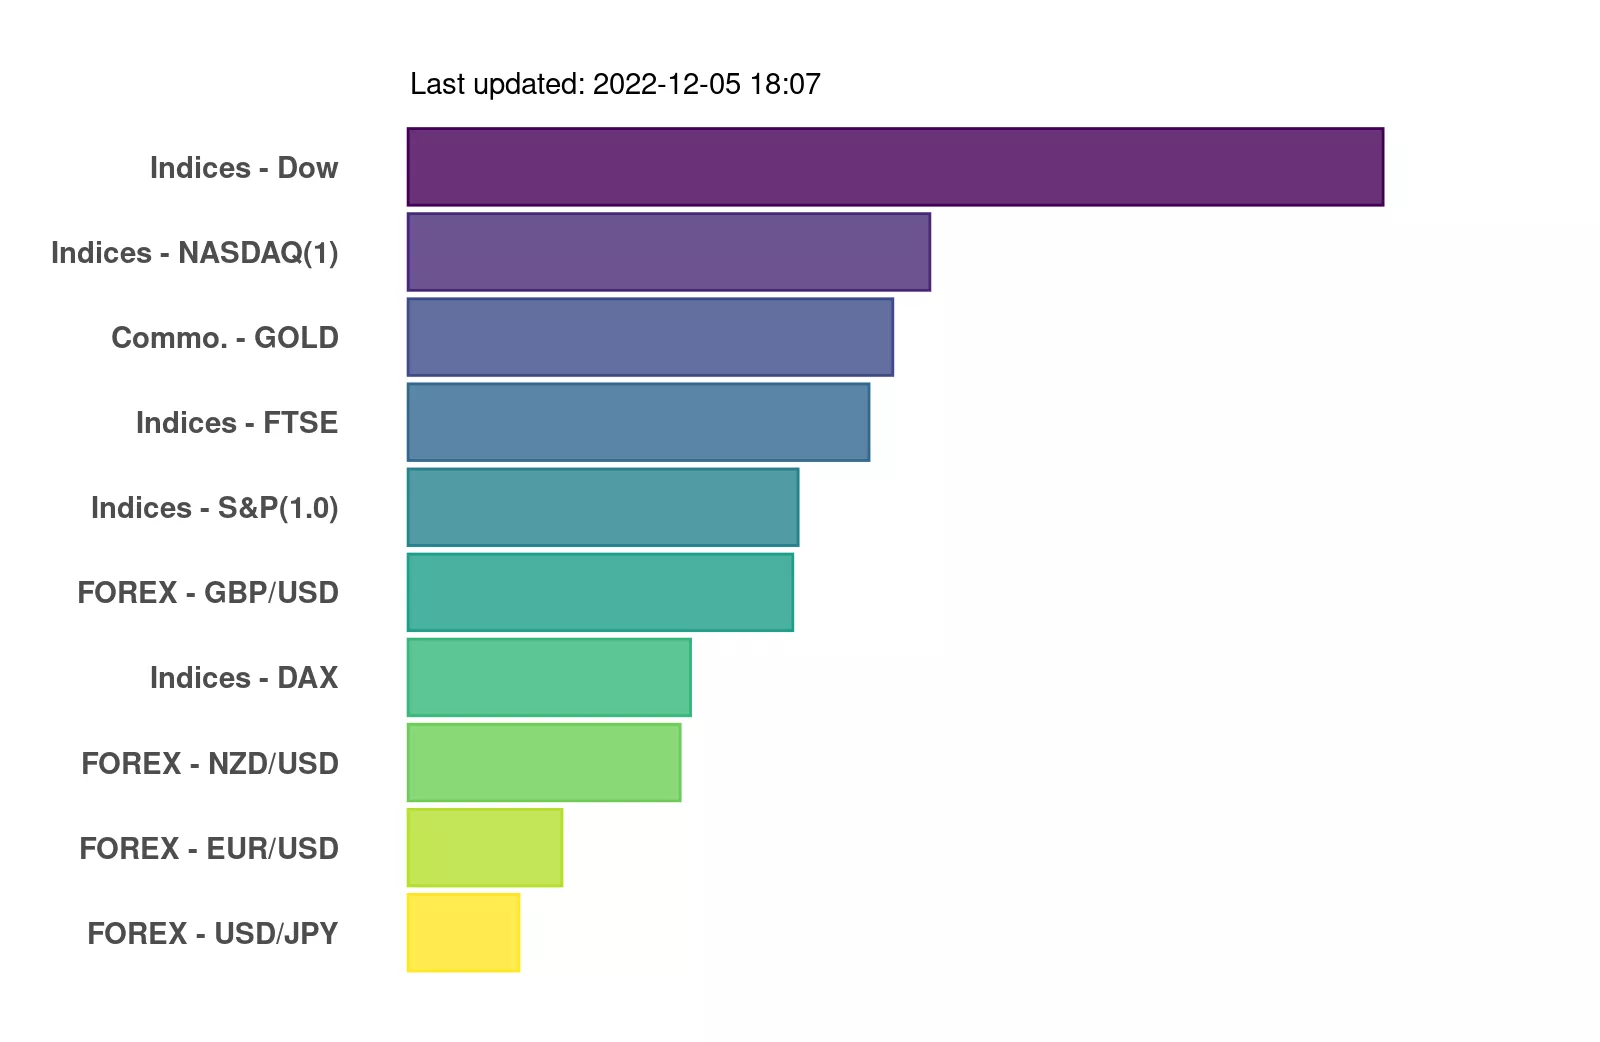 Last updated: 2022-12-05 18:07
Indices - Dow
Indices - NASDAQ(1)
Commo. - GOLD
Indices - FTSE
Indices - S&P(1.0)
FOREX - GBP/USD
Indices - DAX
FOREX - NZD/USD
FOREX - EUR/USD
FOREX - USD/JPY